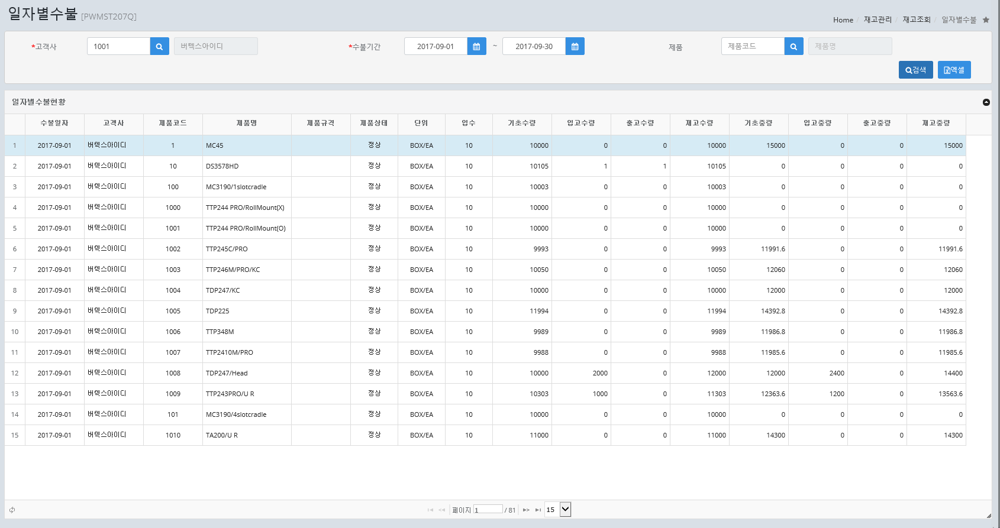 일자별수불 [PWMST207Q]
Home / 재고관리 / 재고조회 / 일자별수불
*고객사 1001 버텍스아이디 *수불기간 2017-09-01 ~ 2017-09-30 제품 제품코드 제품명
검색 엑셀
일자별수불현황
수불일자 고객사 제품코드 제품명 제품규격 제품상태 단위 입수 기초수량 입고수량 출고수량 재고수량 기초중량 입고중량 출고중량 재고중량
1 2017-09-01 버텍스아이디 1 MC45 정상 BOX/EA 10 10000 0 0 10000 15000 0 0 15000
2 2017-09-01 버텍스아이디 10 DS3578HD 정상 BOX/EA 10 10105 1 1 10105 0 0 0 0
3 2017-09-01 버텍스아이디 100 MC3190/1slotcradle 정상 BOX/EA 10 10003 0 0 10003 0 0 0 0
4 2017-09-01 버텍스아이디 1000 TTP244 PRO/RollMount(X) 정상 BOX/EA 10 10000 0 0 10000 0 0 0 0
5 2017-09-01 버텍스아이디 1001 TTP244 PRO/RollMount(O) 정상 BOX/EA 10 10000 0 0 10000 0 0 0 0
6 2017-09-01 버텍스아이디 1002 TTP245C/PRO 정상 BOX/EA 10 9993 0 0 9993 11991.6 0 0 11991.6
7 2017-09-01 버텍스아이디 1003 TTP246M/PRO/KC 정상 BOX/EA 10 10050 0 0 10050 12060 0 0 12060
8 2017-09-01 버텍스아이디 1004 TDP247/KC 정상 BOX/EA 10 10000 0 0 10000 12000 0 0 12000
9 2017-09-01 버텍스아이디 1005 TDP225 정상 BOX/EA 10 11994 0 0 11994 14392.8 0 0 14392.8
10 2017-09-01 버텍스아이디 1006 TTP348M 정상 BOX/EA 10 9989 0 0 9989 11986.8 0 0 11986.8
11 2017-09-01 버텍스아이디 1007 TTP2410M/PRO 정상 BOX/EA 10 9988 0 0 9988 11985.6 0 0 11985.6
12 2017-09-01 버텍스아이디 1008 TDP247/Head 정상 BOX/EA 10 10000 2000 0 12000 12000 2400 0 14400
13 2017-09-01 버텍스아이디 1009 TTP243PRO/U R 정상 BOX/EA 10 10303 1000 0 11303 12363.6 1200 0 13563.6
14 2017-09-01 버텍스아이디 101 MC3190/4slotcradle 정상 BOX/EA 10 10000 0 0 10000 0 0 0 0
15 2017-09-01 버텍스아이디 1010 TA200/U R 정상 BOX/EA 10 11000 0 0 11000 14300 0 0 14300
페이지 1 / 81 15